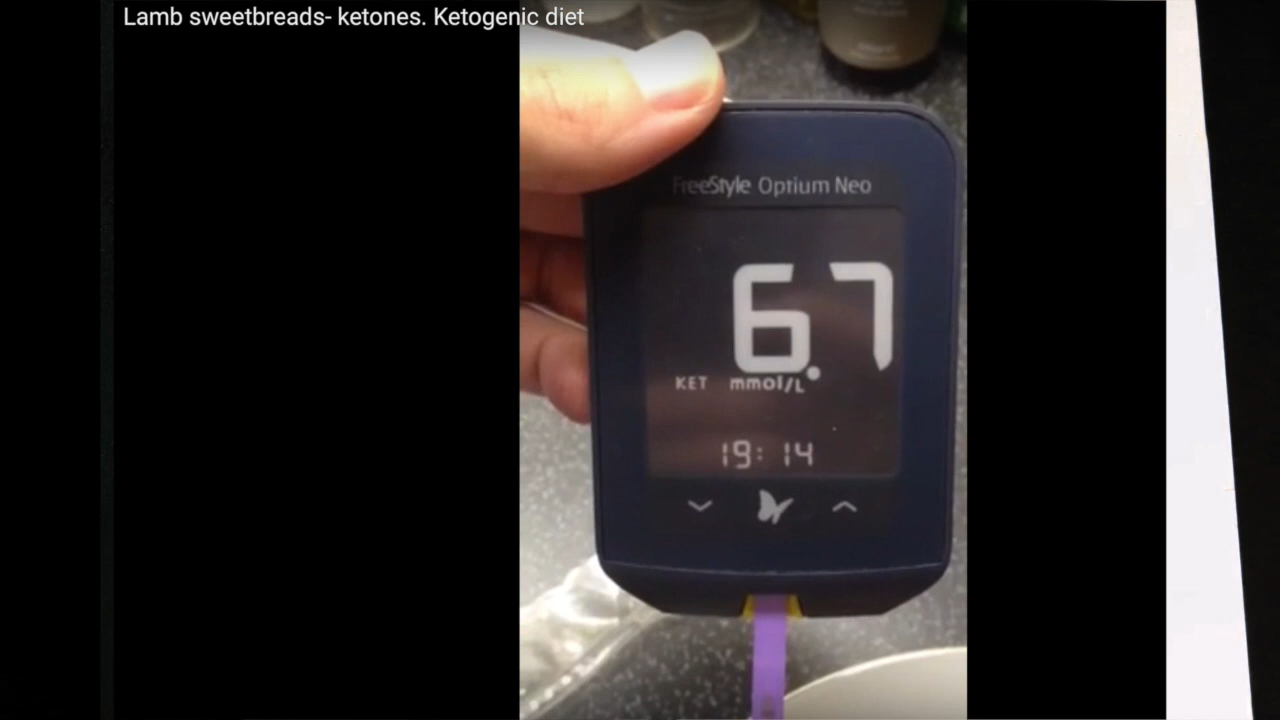 Lamb sweetbreads- ketones. Ketogenic diet
FreeStyle Optium Neo
6.7
KET mmol/L
19:14